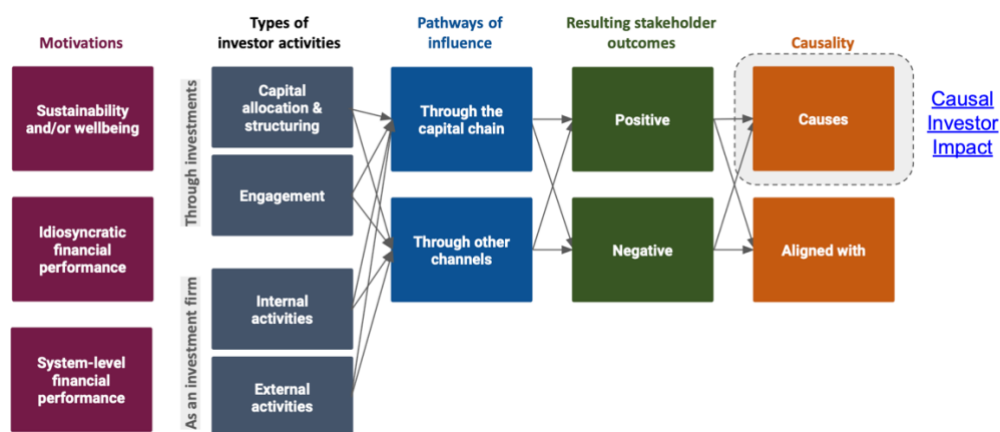 Motivations
Sustainability
and/or wellbeing
Idiosyncratic
financial
performance
System-level
financial
performance
Types of
investor activities
Through investments
Capital
allocation &
structuring
Engagement
As an investment firm
Internal
activities
External
activities
Pathways of
influence
Through the
capital chain
Through other
channels
Resulting stakeholder
outcomes
Positive
Negative
Causality
Causes
Aligned with
Causal
Investor
Impact